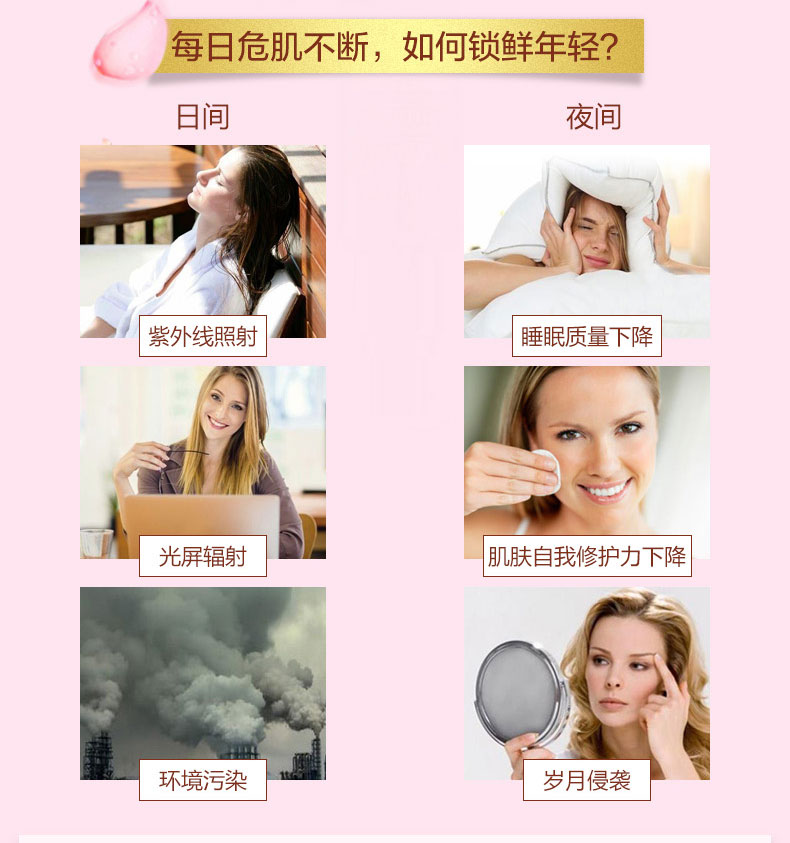 每日危肌不断，如何锁鲜年轻？
日间
夜间
紫外线照射
睡眠质量下降
光屏辐射
肌肤自我修护力下降
环境污染
岁月侵袭